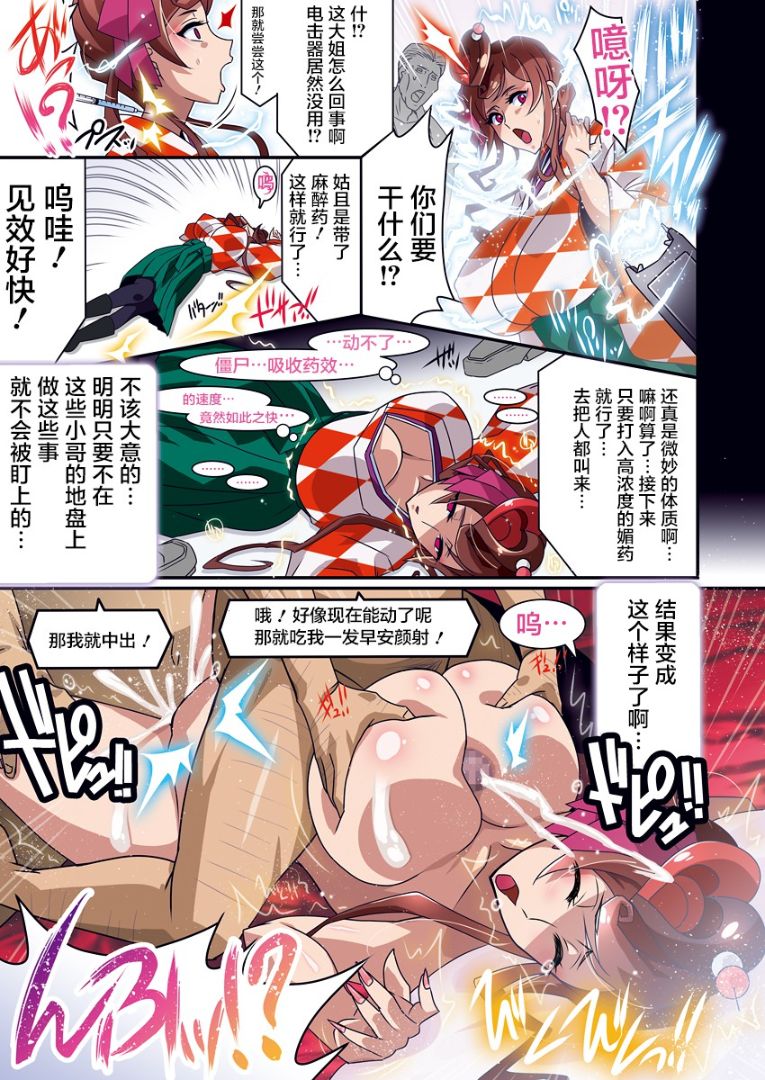 噫呀!?
你们要
干什么!?
什!?
这大姐怎么回事啊
电击器居然没用!?
那就尝尝这个！
あ゛!?
プスッ
姑且是带了
麻醉药！
这样就行了…
呜
呜哇！
见效好快！
还真是微妙的体质啊…
嘛啊算了…接下来
只要打入高浓度的媚药
就行了…
去把人都叫来…
…动不了…
僵尸…吸收药效…
的速度…
竟然如此之快…
……
……
……
……
不该大意的…
明明只要不在
这些小哥的地盘上
做这些事
就不会被盯上的…
结果变成
这个样子了啊…
呜…
哦！好像现在能动了呢
那就吃我一发早安颜射！
那我就中出！